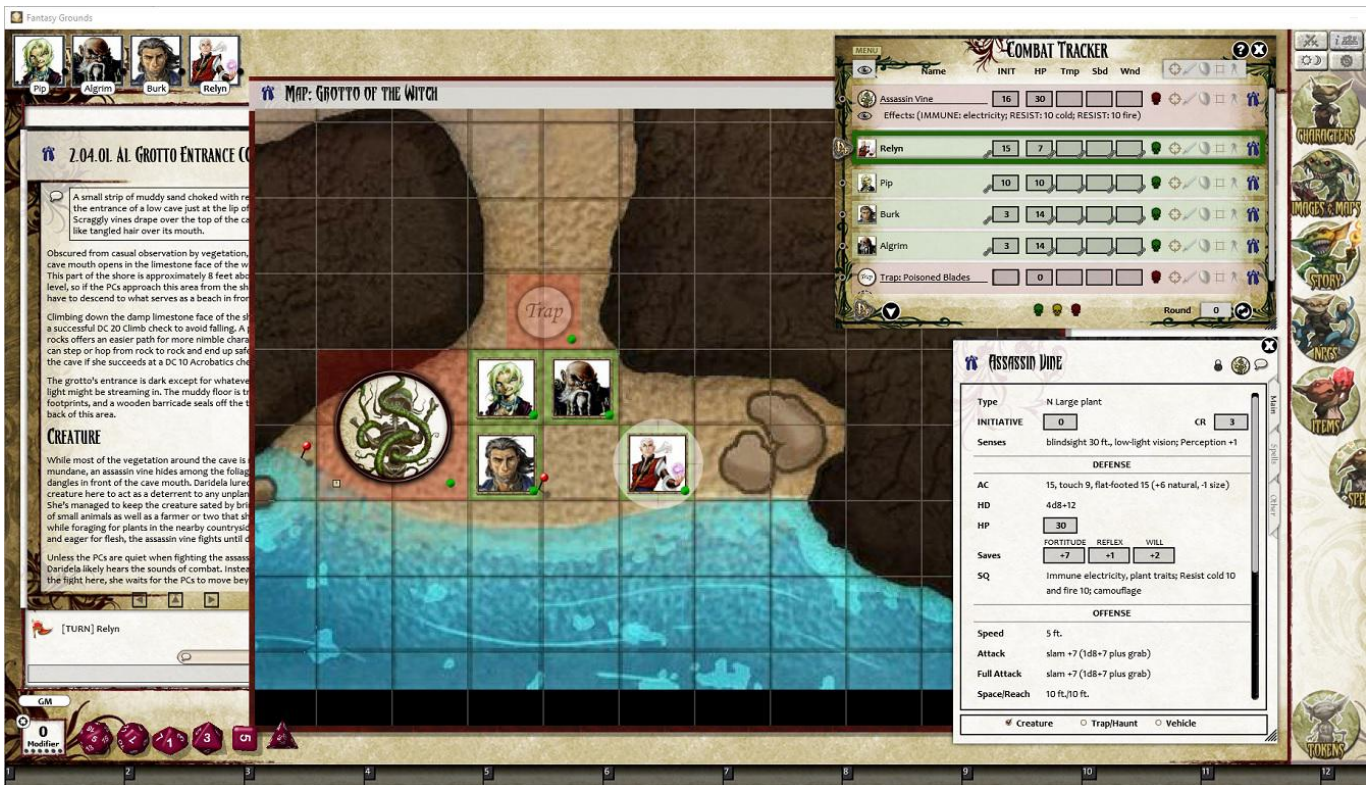 Fantasy Grounds
Pip
Algrim
Burk
Relyn
2.04.01. A1. GROTTO ENTRANCE
A small strip of muddy sand choked with
the entrance of a low cave just at the lip of
Scraggly vines drape over the top of the
like tangled hair over its mouth.
Obscured from casual observation by vegetation,
cave mouth opens in the limestone face of the
This part of the shore is approximately 8 feet
level, so if the PCs approach this area from the
have to descend to what serves as a beach in
Climbing down the damp limestone face of the
a successful DC 20 Climb check to avoid falling. A
rocks offers an easier path for more nimble
can step or hop from rock to rock and end up
the cave if she succeeds at a DC 10 Acrobatics
The grotto's entrance is dark except for
light might be streaming in. The muddy floor is
footprints, and a wooden barricade seals off the
back of this area.
CREATURE
While most of the vegetation around the cave is
mundane, an assassin vine hides among the
dangles in front of the cave mouth. Daridela
creature here to act as a deterrent to any
She's managed to keep the creature sated by
of small animals as well as a farmer or two that
while foraging for plants in the nearby
and eager for flesh, the assassin vine fights until
Unless the PCs are quiet when fighting the
Daridela likely hears the sounds of combat.
the fight here, she waits for the PCs to move
[TURN] Relyn
GM
0
Modifier
MAP: GROTTO OF THE WITCH
Trap
MENU
COMBAT TRACKER
Name INIT HP Tmp Sbd Wnd
Assassin Vine 16 30
Effects: (IMMUNE: electricity; RESIST: 10 cold; RESIST: 10 fire)
Relyn 15 7
Pip 10 10
Burk 3 14
Algrim 3 14
Trap: Poisoned Blades 0
Round 0
ASSASSIN VINE
Type N Large plant
INITIATIVE 0 CR 3
Senses blindsight 30 ft., low-light vision; Perception +1
DEFENSE
AC 15, touch 9, flat-footed 15 (+6 natural, -1 size)
HD 4d8+12
HP 30
FORTITUDE REFLEX WILL
Saves +7 +1 +2
SQ Immune electricity, plant traits; Resist cold 10
and fire 10; camouflage
OFFENSE
Speed 5 ft.
Attack slam +7 (1d8+7 plus grab)
Full Attack slam +7 (1d8+7 plus grab)
Space/Reach 10 ft./10 ft.
Creature Trap/Haunt Vehicle
Main
Spells
Other
CHARACTERS
IMAGES & MAPS
STORY
NPCS
ITEMS
TOKENS
1 2 3 4 5 6 7 8 9 10 11 12